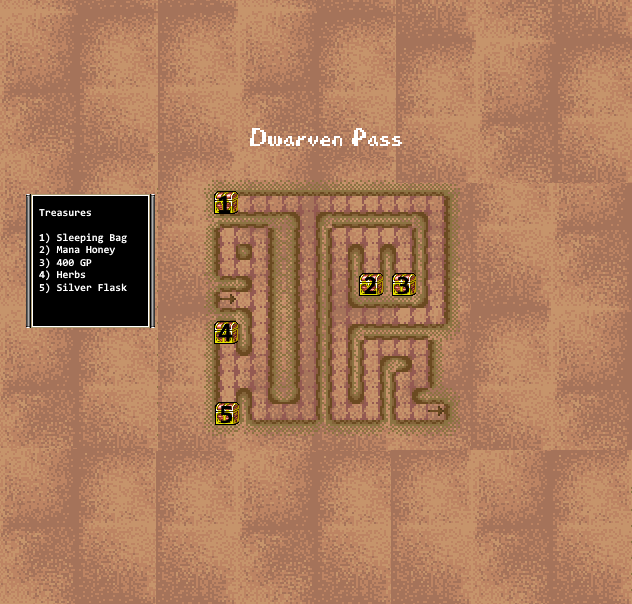 Dwarven Pass
Treasures
1) Sleeping Bag
2) Mana Honey
3) 400 GP
4) Herbs
5) Silver Flask
1
2
3
4
5